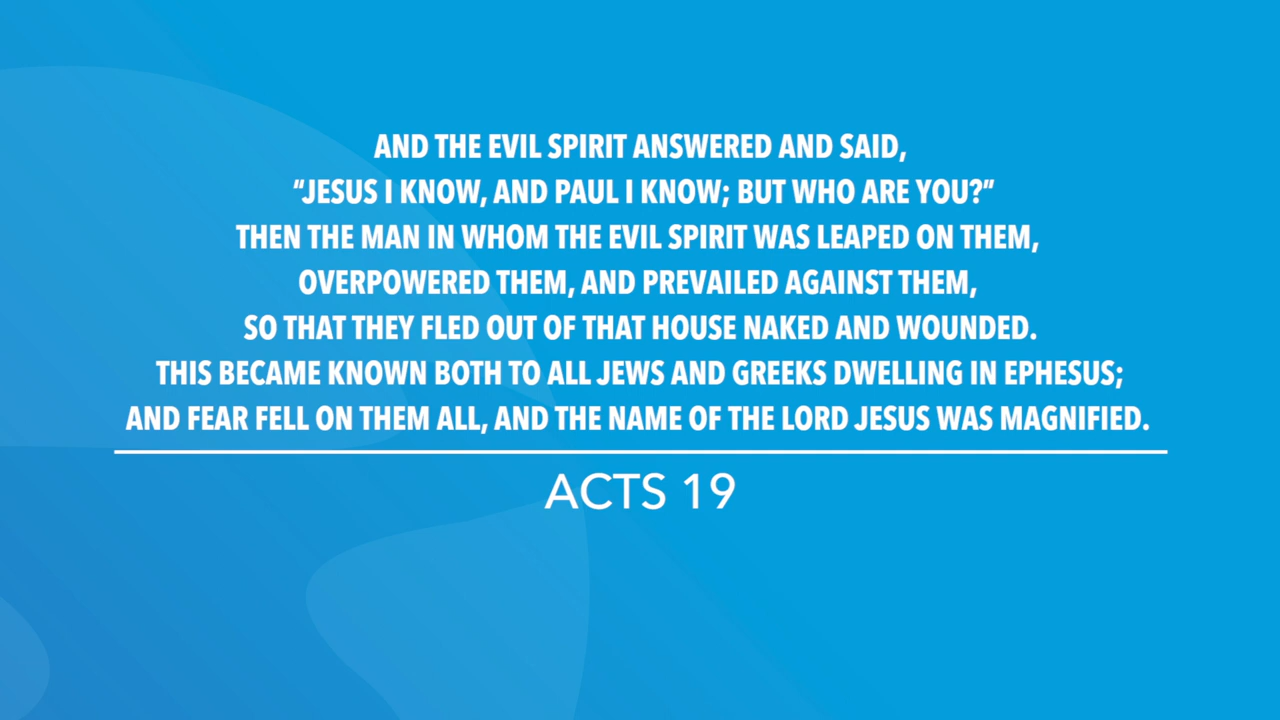 AND THE EVIL SPIRIT ANSWERED AND SAID,
“JESUS I KNOW, AND PAUL I KNOW; BUT WHO ARE YOU?”
THEN THE MAN IN WHOM THE EVIL SPIRIT WAS LEAPED ON THEM,
OVERPOWERED THEM, AND PREVAILED AGAINST THEM,
SO THAT THEY FLED OUT OF THAT HOUSE NAKED AND WOUNDED.
THIS BECAME KNOWN BOTH TO ALL JEWS AND GREEKS DWELLING IN EPHESUS;
AND FEAR FELL ON THEM ALL, AND THE NAME OF THE LORD JESUS WAS MAGNIFIED.
ACTS 19